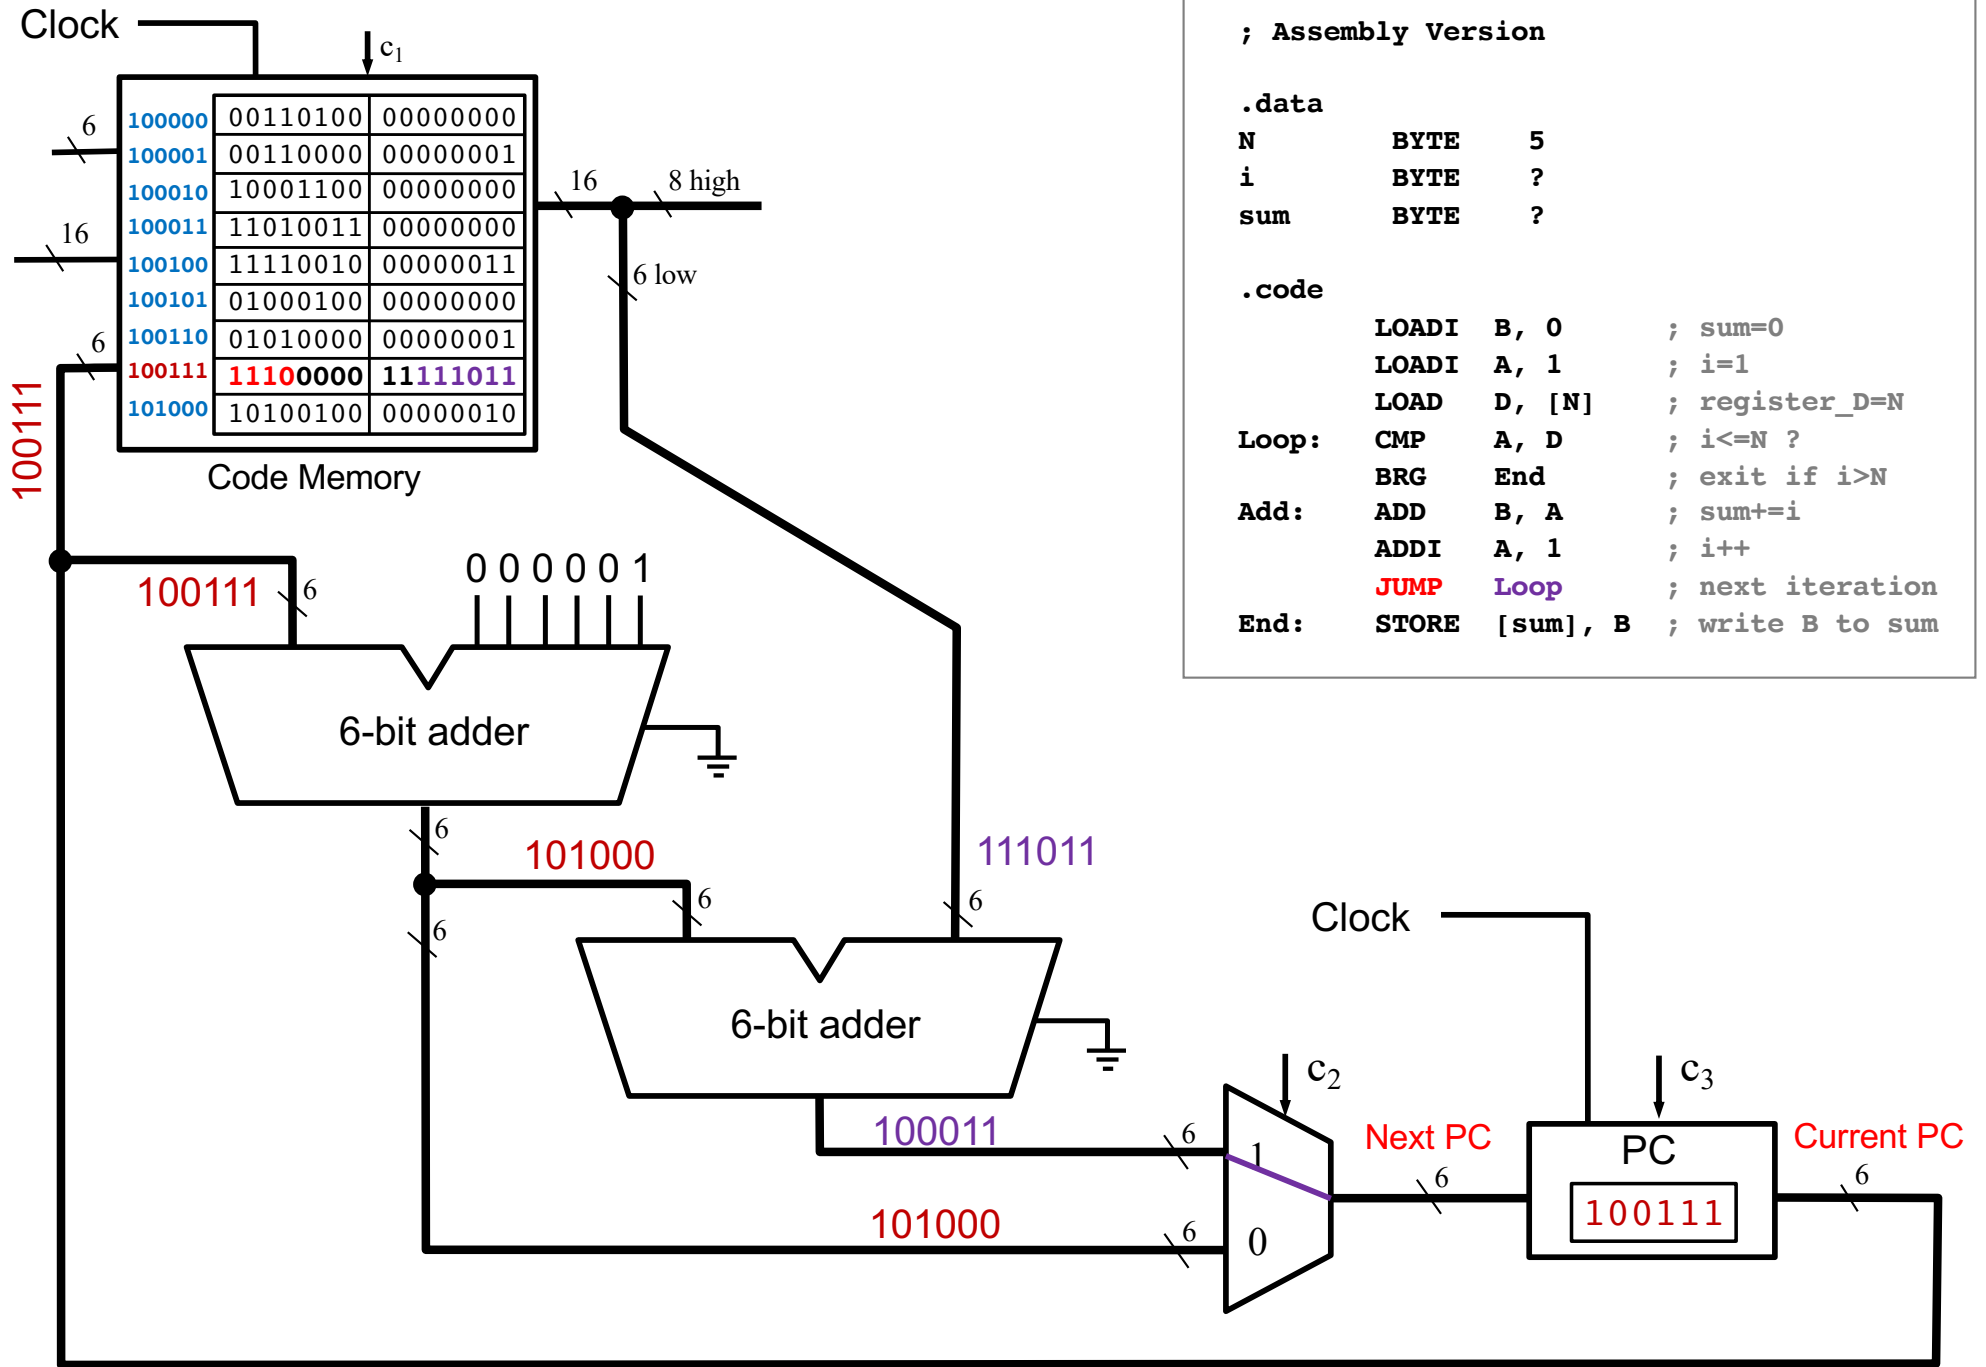 Clock
c1
6
16
6
100000 00110100 00000000
100001 00110000 00000001
100010 10001100 00000000
100011 11010011 00000000
100100 11110010 00000011
100101 01000100 00000000
100110 01010000 00000001
100111 11100000 11111011
101000 10100100 00000010
Code Memory
16
8 high
6 low
100111
100111
6
0 0 0 0 0 1
6-bit adder
6
101000
6
6
111011
6
6-bit adder
100011
6
101000
6
c2
1
0
Next PC
6
Clock
c3
PC
100111
Current PC
6
; Assembly Version
.data
N BYTE 5
i BYTE ?
sum BYTE ?
.code
LOADI B, 0 ; sum=0
LOADI A, 1 ; i=1
LOAD D, [N] ; register_D=N
Loop: CMP A, D ; i<=N ?
BRG End ; exit if i>N
Add: ADD B, A ; sum+=i
ADDI A, 1 ; i++
JUMP Loop ; next iteration
End: STORE [sum], B ; write B to sum